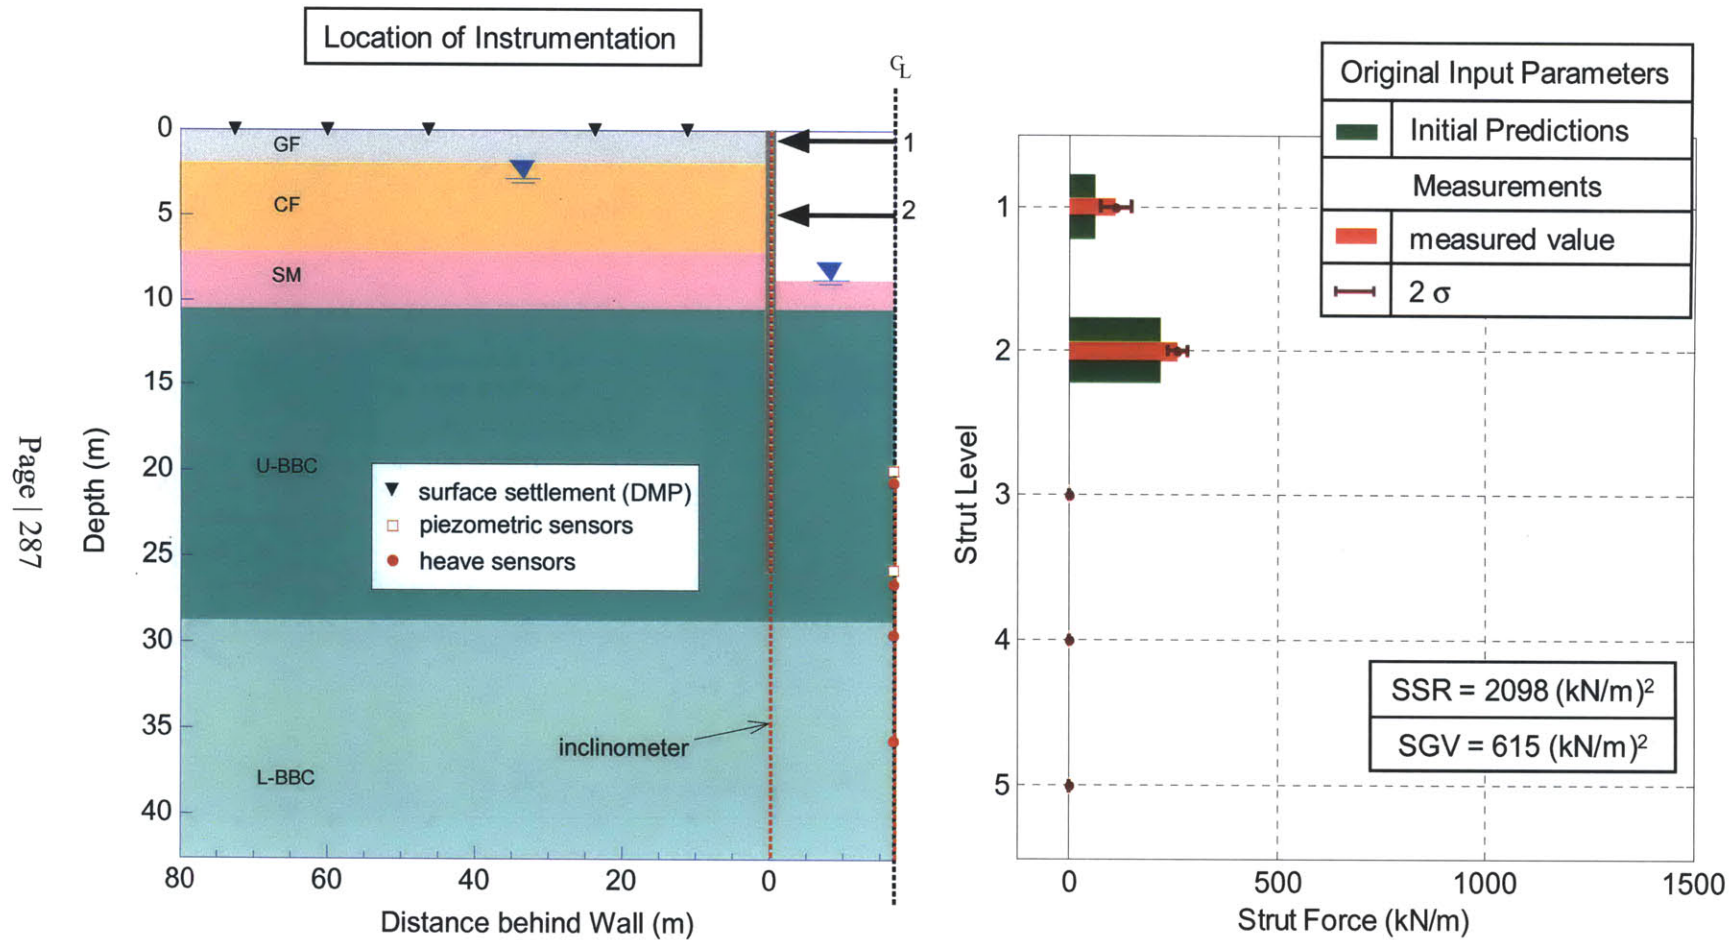 Location of Instrumentation
CL
0
5
10
15
20
25
30
35
40
Depth (m)
GF
CF
SM
U-BBC
L-BBC
1
2
surface settlement (DMP)
piezometric sensors
heave sensors
inclinometer
80
60
40
20
0
Distance behind Wall (m)
Page | 287
Original Input Parameters
Initial Predictions
Measurements
measured value
2 σ
1
2
3
4
5
Strut Level
SSR = 2098 (kN/m)²
SGV = 615 (kN/m)²
0
500
1000
1500
Strut Force (kN/m)